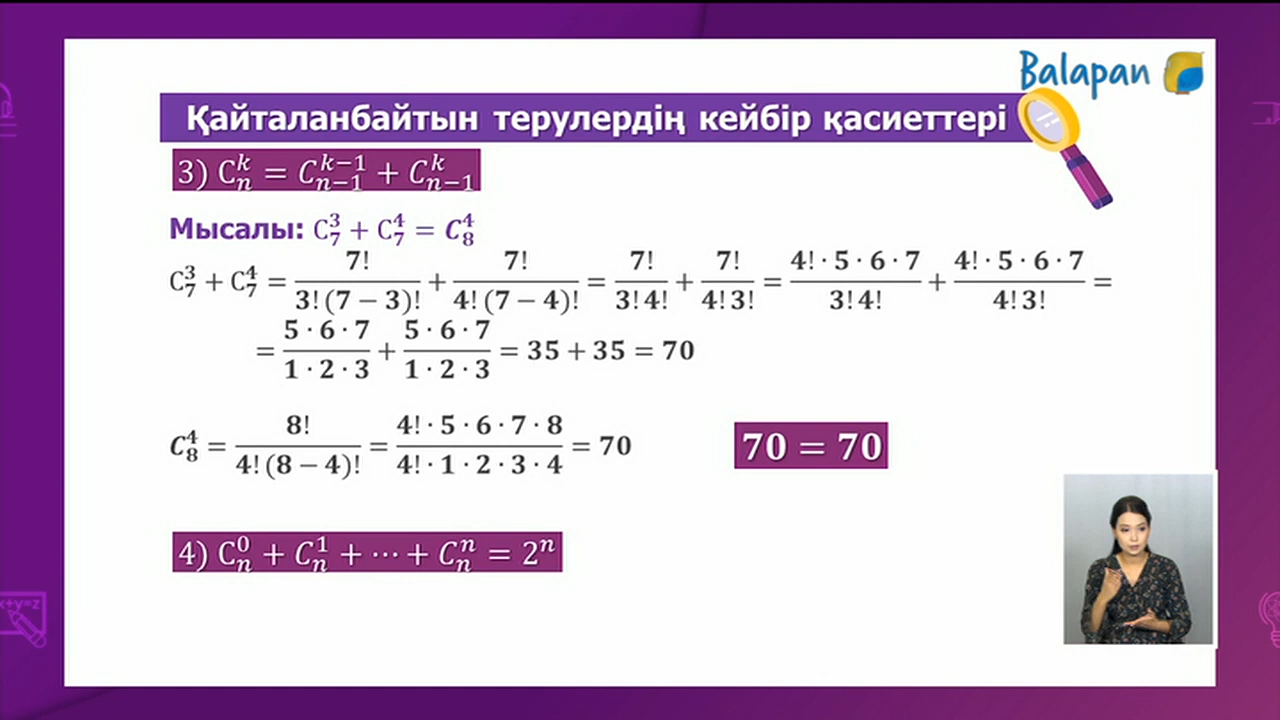 Balapan
Қайталанбайтын терулердің кейбір қасиеттері
3) C_n^k = C_{n-1}^{k-1} + C_{n-1}^k
Мысалы: C_7^3 + C_7^4 = C_8^4
C_7^3 + C_7^4 = 7!/(3!(7 − 3)!) + 7!/(4!(7 − 4)!) = 7!/(3!4!) + 7!/(4!3!) = (4!·5·6·7)/(3!4!) + (4!·5·6·7)/(4!3!) =
= (5·6·7)/(1·2·3) + (5·6·7)/(1·2·3) = 35 + 35 = 70
C_8^4 = 8!/(4!(8 − 4)!) = (4!·5·6·7·8)/(4!·1·2·3·4) = 70
70 = 70
4) C_n^0 + C_n^1 + ⋯ + C_n^n = 2^n
x+y=z